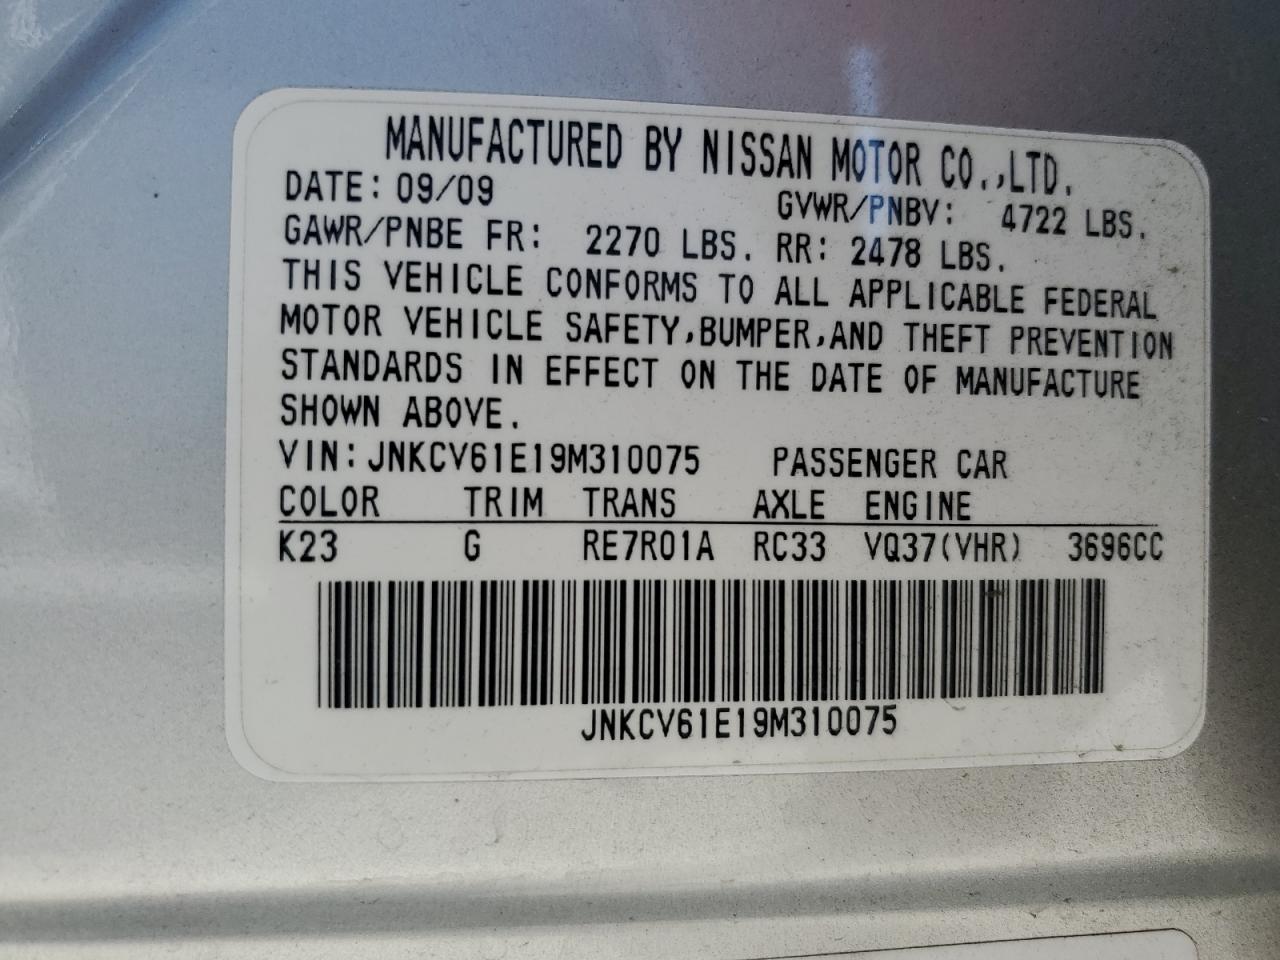 MANUFACTURED BY NISSAN MOTOR CO.,LTD.
DATE: 09/09 GVWR/PNBV: 4722 LBS.
GAWR/PNBE FR: 2270 LBS. RR: 2478 LBS.
THIS VEHICLE CONFORMS TO ALL APPLICABLE FEDERAL
MOTOR VEHICLE SAFETY,BUMPER,AND THEFT PREVENTION
STANDARDS IN EFFECT ON THE DATE OF MANUFACTURE
SHOWN ABOVE.
VIN: JNKCV61E19M310075 PASSENGER CAR
COLOR TRIM TRANS AXLE ENGINE
K23 G RE7R01A RC33 VQ37(VHR) 3696CC
JNKCV61E19M310075